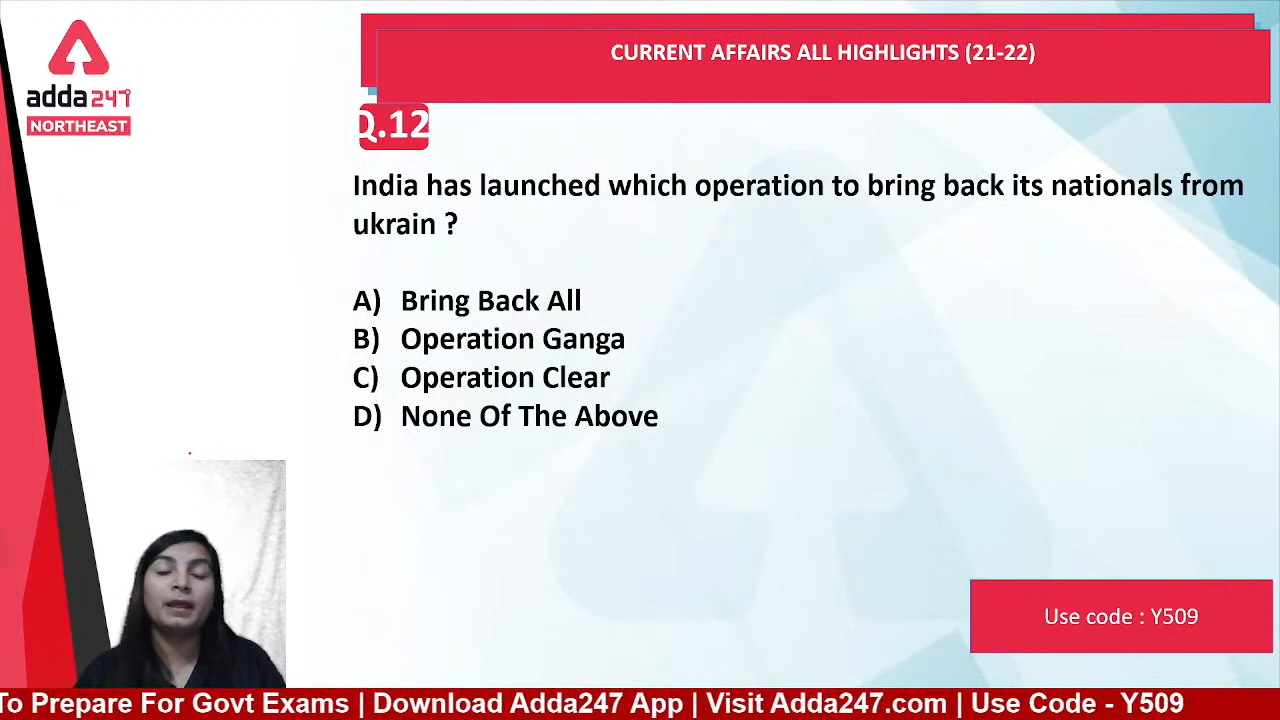 adda247
NORTHEAST
CURRENT AFFAIRS ALL HIGHLIGHTS (21-22)
Q.12
India has launched which operation to bring back its nationals from
ukrain ?
A) Bring Back All
B) Operation Ganga
C) Operation Clear
D) None Of The Above
Use code : Y509
To Prepare For Govt Exams | Download Adda247 App | Visit Adda247.com | Use Code - Y509